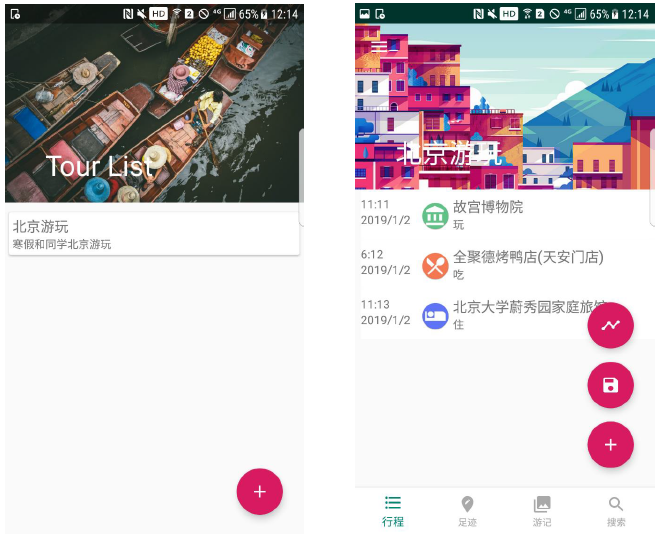 HD 2 4G 65% 12:14
Tour List
北京游玩
寒假和同学北京游玩
HD 2 4G 65% 12:14
北京游玩
11:11
2019/1/2
故宫博物院
玩
6:12
2019/1/2
全聚德烤鸭店(天安门店)
吃
11:13
2019/1/2
北京大学蔚秀园家庭旅馆
住
行程
足迹
游记
搜索